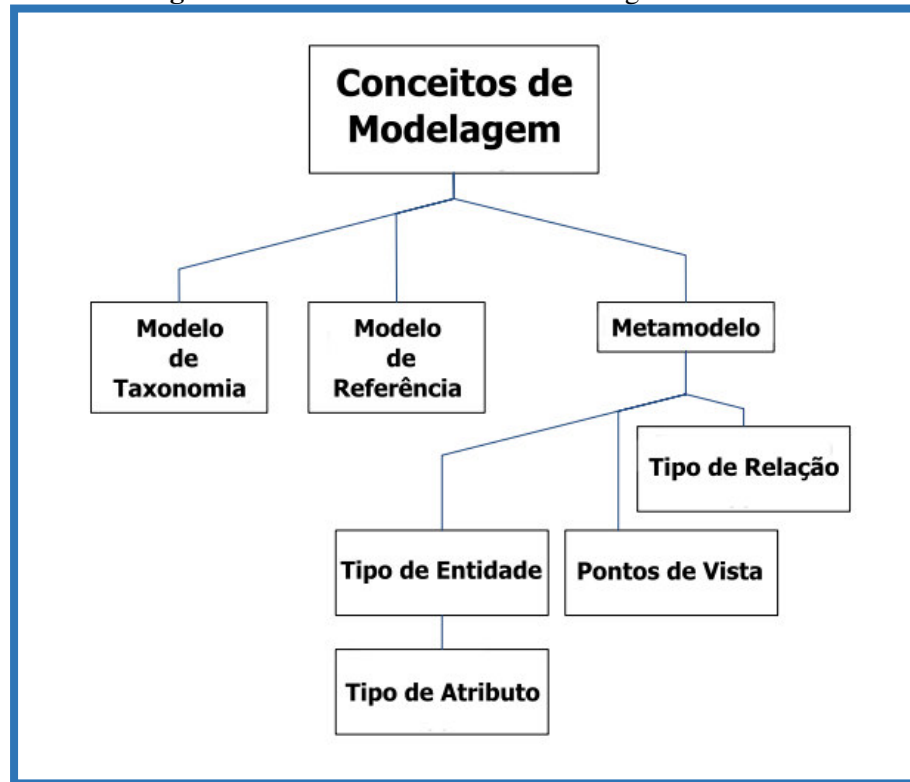 Conceitos de
Modelagem
Modelo
de
Taxonomia
Modelo
de
Referência
Metamodelo
Tipo de Relação
Tipo de Entidade
Pontos de Vista
Tipo de Atributo